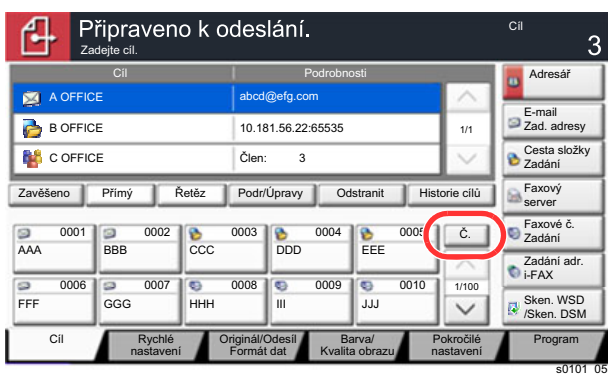 Připraveno k odeslání.
Zadejte cíl.
Cíl
3
Cíl Podrobnosti
A OFFICE abcd@efg.com
B OFFICE 10.181.56.22:65535
C OFFICE Člen: 3
1/1
Adresář
E-mail
Zad. adresy
Cesta složky
Zadání
Faxový
server
Faxové č.
Zadání
Zadání adr.
i-FAX
Sken. WSD
/Sken. DSM
Zavěšeno Přímý Řetěz Podr/Úpravy Odstranit Historie cílů
0001 0002 0003 0004 0005
AAA BBB CCC DDD EEE
Č.
0006 0007 0008 0009 0010
FFF GGG HHH III JJJ
1/100
Cíl
Rychlé
nastavení
Originál/Odesíl
Formát dat
Barva/
Kvalita obrazu
Pokročilé
nastavení
Program
s0101_05